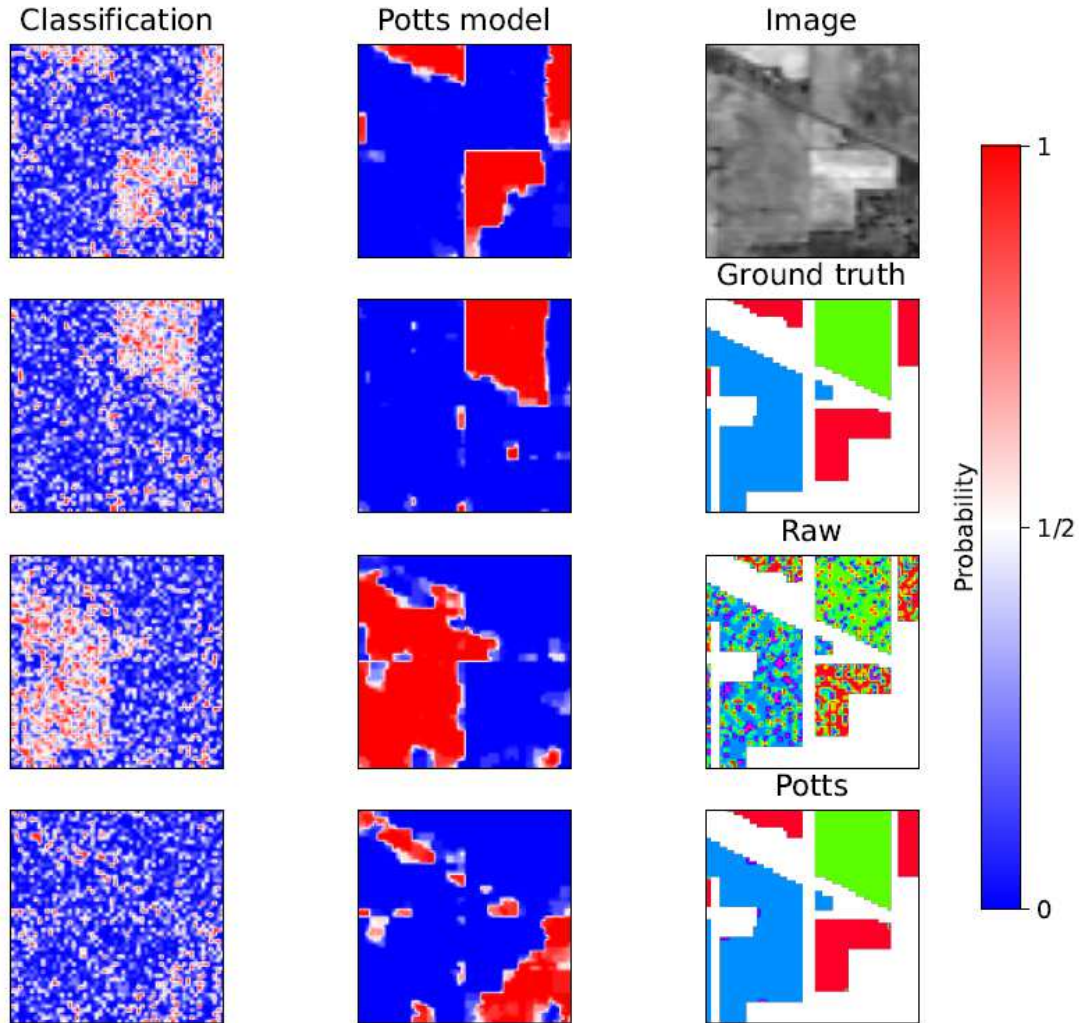 Classification
Potts model
Image
Ground truth
Raw
Potts
Probability
1
1/2
0